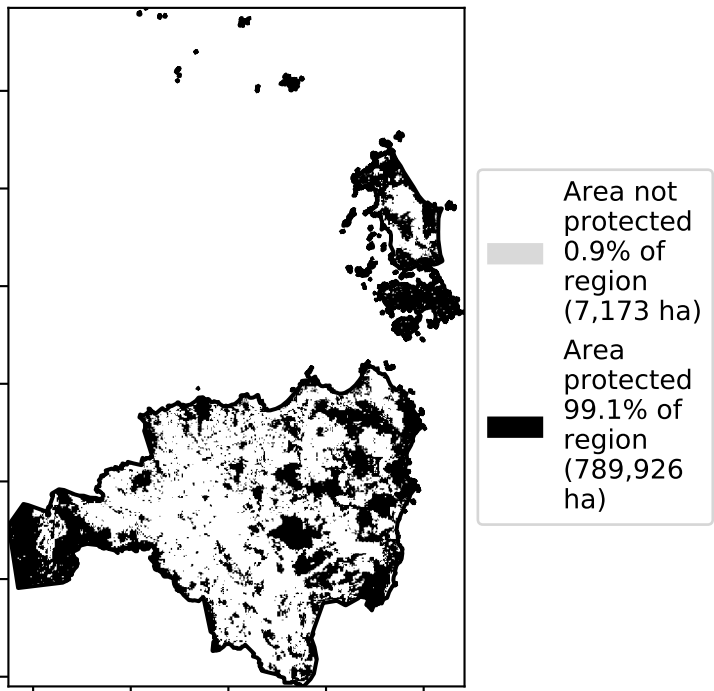 Area not
protected
0.9% of
region
(7,173 ha)
Area
protected
99.1% of
region
(789,926
ha)